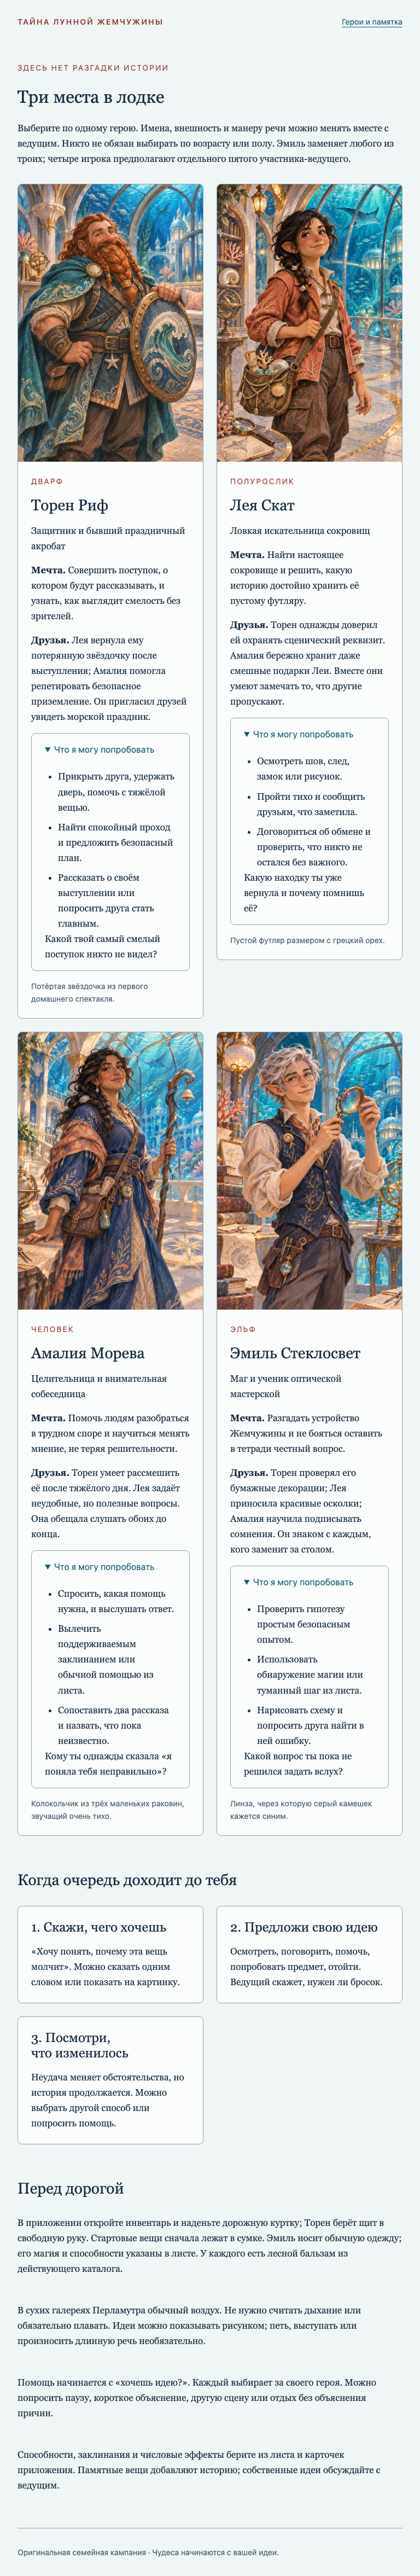 ТАЙНА ЛУННОЙ ЖЕМЧУЖИНЫ
Герои и памятка
ЗДЕСЬ НЕТ РАЗГАДКИ ИСТОРИИ
Три места в лодке
Выберите по одному герою. Имена, внешность и манеру речи можно менять вместе с
ведущим. Никто не обязан выбирать по возрасту или полу. Эмиль заменяет любого из
троих; четыре игрока предполагают отдельного пятого участника-ведущего.
ДВАРФ
Торен Риф
Защитник и бывший праздничный
акробат
Мечта. Совершить поступок, о
котором будут рассказывать, и
узнать, как выглядит смелость без
зрителей.
Друзья. Лея вернула ему
потерянную звёздочку после
выступления; Амалия помогла
репетировать безопасное
приземление. Он пригласил друзей
увидеть морской праздник.
▼ Что я могу попробовать
• Прикрыть друга, удержать
дверь, помочь с тяжёлой
вещью.
• Найти спокойный проход
и предложить безопасный
план.
• Рассказать о своём
выступлении или
попросить друга стать
главным.
Какой твой самый смелый
поступок никто не видел?
Потёртая звёздочка из первого
домашнего спектакля.
ПОЛУРОСЛИК
Лея Скат
Ловкая искательница сокровищ
Мечта. Найти настоящее
сокровище и решить, какую
историю достойно хранить её
пустому футляру.
Друзья. Торен однажды доверил
ей охранять сценический реквизит.
Амалия бережно хранит даже
смешные подарки Леи. Вместе они
умеют замечать то, что другие
пропускают.
▼ Что я могу попробовать
• Осмотреть шов, след,
замок или рисунок.
• Пройти тихо и сообщить
друзьям, что заметила.
• Договориться об обмене и
проверить, что никто не
остался без важного.
Какую находку ты уже
вернула и почему помнишь
её?
Пустой футляр размером с грецкий орех.
ЧЕЛОВЕК
Амалия Морева
Целительница и внимательная
собеседница
Мечта. Помочь людям разобраться
в трудном споре и научиться менять
мнение, не теряя решительности.
Друзья. Торен умеет рассмешить
её после тяжёлого дня. Лея задаёт
неудобные, но полезные вопросы.
Она обещала слушать обоих до
конца.
▼ Что я могу попробовать
• Спросить, какая помощь
нужна, и выслушать ответ.
• Вылечить
поддерживаемым
заклинанием или
обычной помощью из
листа.
• Сопоставить два рассказа
и назвать, что пока
неизвестно.
Кому ты однажды сказала «я
поняла тебя неправильно»?
Колокольчик из трёх маленьких раковин,
звучащий очень тихо.
ЭЛЬФ
Эмиль Стеклосвет
Маг и ученик оптической
мастерской
Мечта. Разгадать устройство
Жемчужины и не бояться оставить
в тетради честный вопрос.
Друзья. Торен проверял его
бумажные декорации; Лея
приносила красивые осколки;
Амалия научила подписывать
сомнения. Он знаком с каждым,
кого заменит за столом.
▼ Что я могу попробовать
• Проверить гипотезу
простым безопасным
опытом.
• Использовать
обнаружение магии или
туманный шаг из листа.
• Нарисовать схему и
попросить друга найти в
ней ошибку.
Какой вопрос ты пока не
решился задать вслух?
Линза, через которую серый камешек
кажется синим.
Когда очередь доходит до тебя
1. Скажи, чего хочешь
«Хочу понять, почему эта вещь
молчит». Можно сказать одним
словом или показать на картинку.
2. Предложи свою идею
Осмотреть, поговорить, помочь,
попробовать предмет, отойти.
Ведущий скажет, нужен ли бросок.
3. Посмотри,
что изменилось
Неудача меняет обстоятельства, но
история продолжается. Можно
выбрать другой способ или
попросить помощь.
Перед дорогой
В приложении откройте инвентарь и наденьте дорожную куртку; Торен берёт щит в
свободную руку. Стартовые вещи сначала лежат в сумке. Эмиль носит обычную одежду;
его магия и способности указаны в листе. У каждого есть лесной бальзам из
действующего каталога.
В сухих галереях Перламутра обычный воздух. Не нужно считать дыхание или
обязательно плавать. Идеи можно показывать рисунком; петь, выступать или
произносить длинную речь необязательно.
Помощь начинается с «хочешь идею?». Каждый выбирает за своего героя. Можно
попросить паузу, короткое объяснение, другую сцену или отдых без объяснения
причин.
Способности, заклинания и числовые эффекты берите из листа и карточек
приложения. Памятные вещи добавляют историю; собственные идеи обсуждайте с
ведущим.
Оригинальная семейная кампания · Чудеса начинаются с вашей идеи.